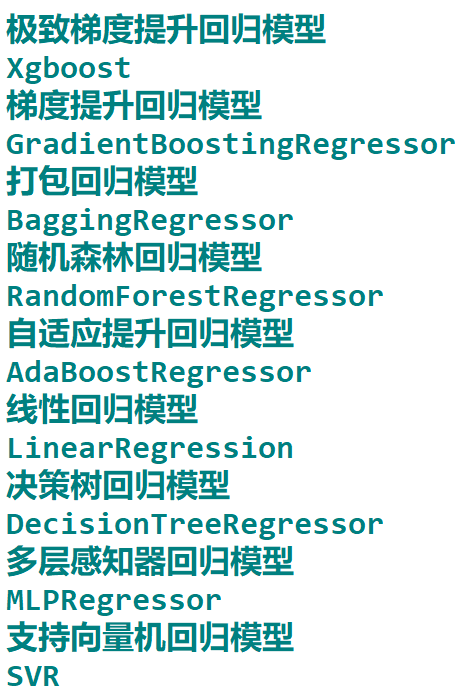 极致梯度提升回归模型
Xgboost
梯度提升回归模型
GradientBoostingRegressor
打包回归模型
BaggingRegressor
随机森林回归模型
RandomForestRegressor
自适应提升回归模型
AdaBoostRegressor
线性回归模型
LinearRegression
决策树回归模型
DecisionTreeRegressor
多层感知器回归模型
MLPRegressor
支持向量机回归模型
SVR